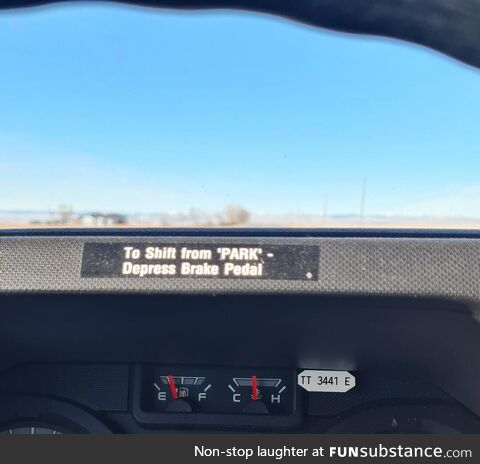 To Shift from 'PARK' -
Depress Brake Pedal
E F C H
TT 3441 E
Non-stop laughter at FUNsubstance.com